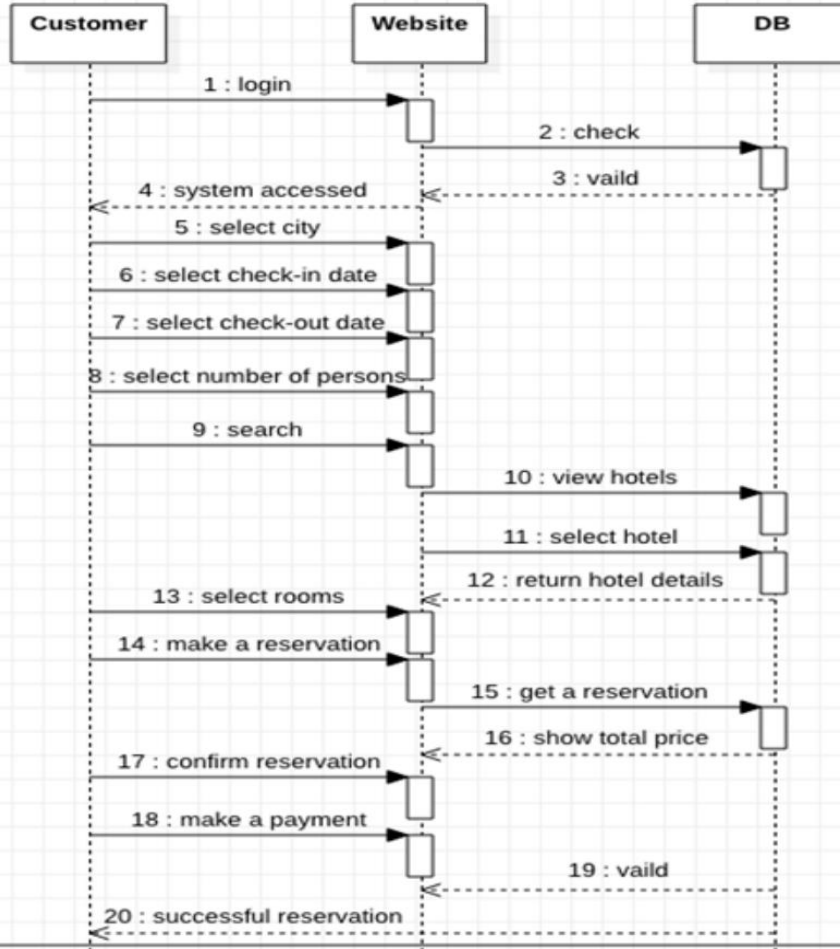 Customer
Website
DB
1 : login
2 : check
3 : vaild
4 : system accessed
5 : select city
6 : select check-in date
7 : select check-out date
8 : select number of persons
9 : search
10 : view hotels
11 : select hotel
12 : return hotel details
13 : select rooms
14 : make a reservation
15 : get a reservation
16 : show total price
17 : confirm reservation
18 : make a payment
19 : vaild
20 : successful reservation